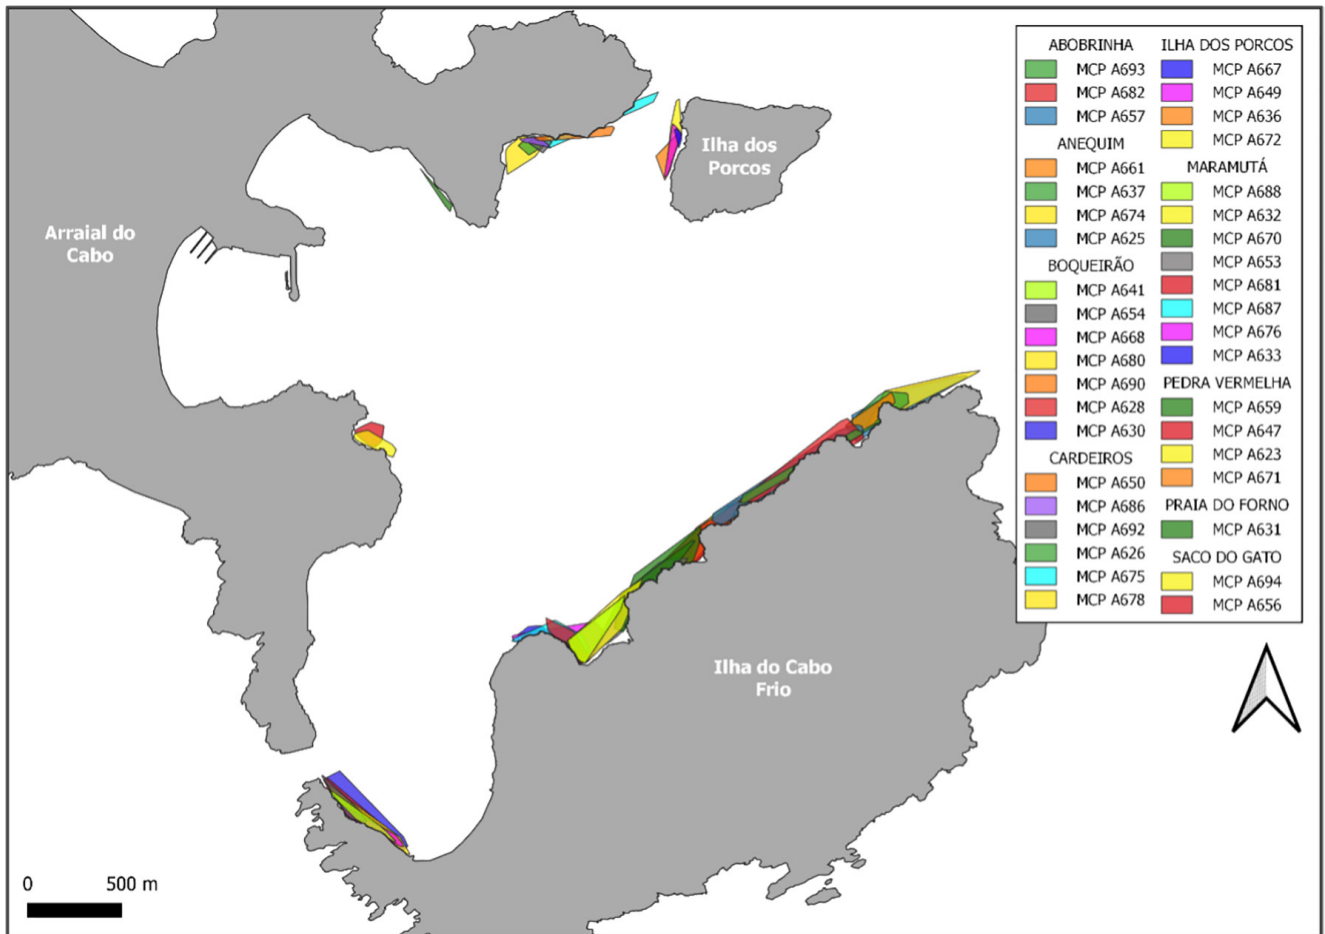 Arraial do
Cabo
Ilha dos
Porcos
Ilha do Cabo
Frio
0 500 m
ABOBRINHA
MCP A693
MCP A682
MCP A657
ANEQUIM
MCP A661
MCP A637
MCP A674
MCP A625
BOQUEIRÃO
MCP A641
MCP A654
MCP A668
MCP A680
MCP A690
MCP A628
MCP A630
CARDEIROS
MCP A650
MCP A686
MCP A692
MCP A626
MCP A675
MCP A678
ILHA DOS PORCOS
MCP A667
MCP A649
MCP A636
MCP A672
MARAMUTÁ
MCP A688
MCP A632
MCP A670
MCP A653
MCP A681
MCP A687
MCP A676
MCP A633
PEDRA VERMELHA
MCP A659
MCP A647
MCP A623
MCP A671
PRAIA DO FORNO
MCP A631
SACO DO GATO
MCP A694
MCP A656